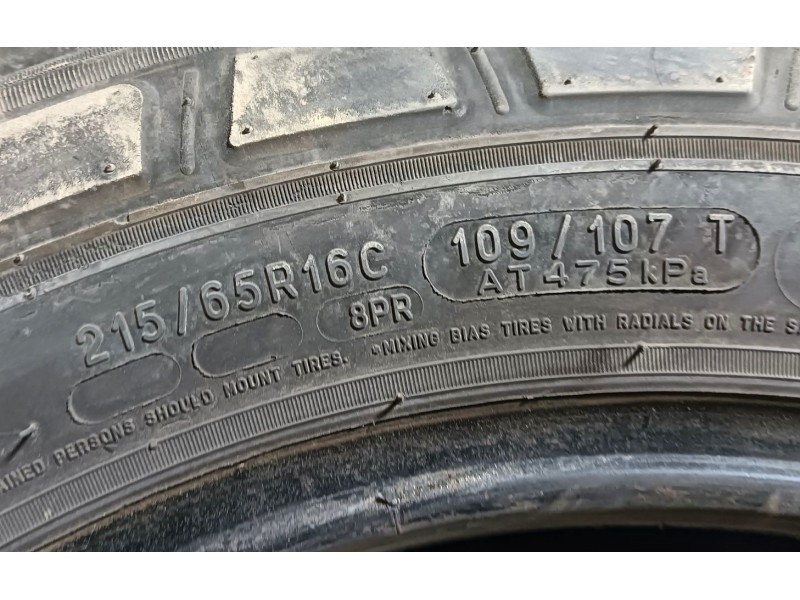 215/65R16C
8PR
109/107 T
AT 475 kPa
PERSONS SHOULD MOUNT TIRES. *MIXING BIAS TIRES WITH RADIALS ON THE